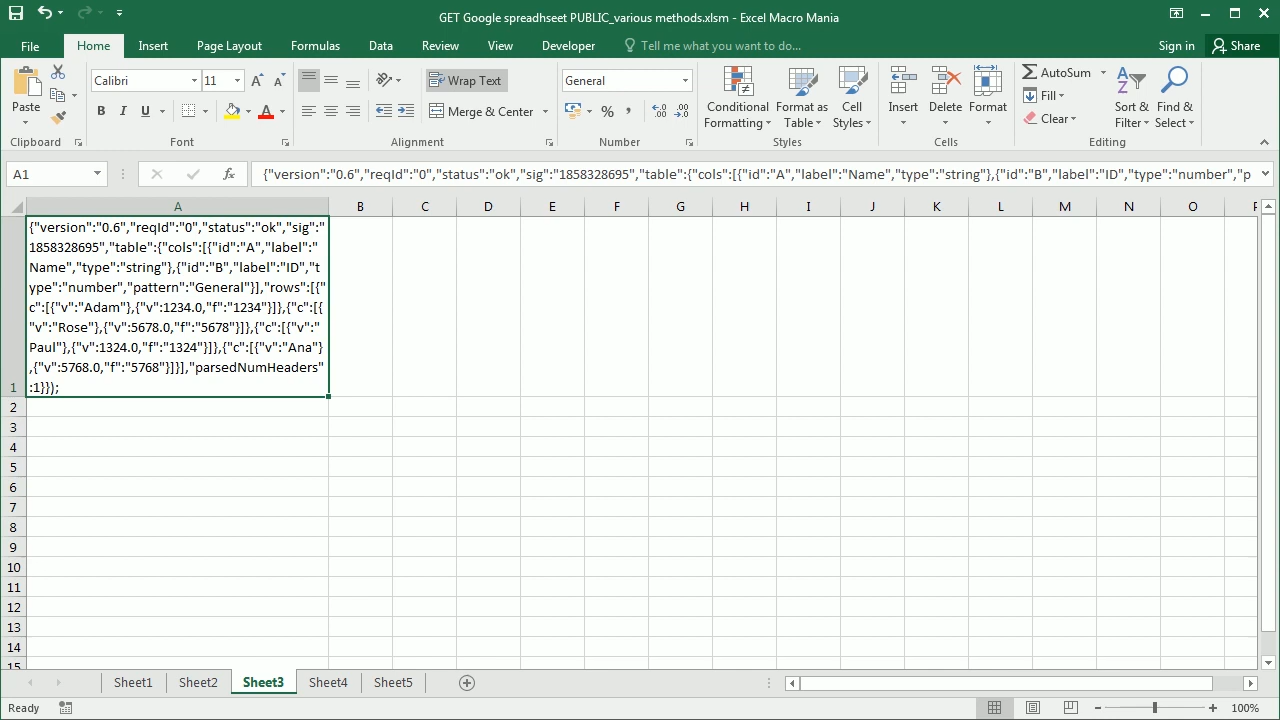 GET Google spreadhseet PUBLIC_various methods.xlsm - Excel Macro Mania
File Home Insert Page Layout Formulas Data Review View Developer Tell me what you want to do... Sign in Share
Paste
Clipboard
Calibri 11
B I U
Font
Wrap Text
Merge & Center
Alignment
General
Number
Conditional Formatting
Format as Table
Cell Styles
Styles
Insert Delete Format
Cells
AutoSum
Fill
Clear
Sort & Filter
Find & Select
Editing
A1 fx {"version":"0.6","reqId":"0","status":"ok","sig":"1858328695","table":{"cols":[{"id":"A","label":"Name","type":"string"},{"id":"B","label":"ID","type":"number","p
A B C D E F G H I J K L M N O P
{"version":"0.6","reqId":"0","status":"ok","sig":"
1858328695","table":{"cols":[{"id":"A","label":"
Name","type":"string"},{"id":"B","label":"ID","t
ype":"number","pattern":"General"}],"rows":[{"
c":[{"v":"Adam"},{"v":1234.0,"f":"1234"}]},{"c":[{
"v":"Rose"},{"v":5678.0,"f":"5678"}]},{"c":[{"v":"
Paul"},{"v":1324.0,"f":"1324"}]},{"c":[{"v":"Ana"}
,{"v":5768.0,"f":"5768"}]}],"parsedNumHeaders"
:1}});
1
2
3
4
5
6
7
8
9
10
11
12
13
14
15
Sheet1 Sheet2 Sheet3 Sheet4 Sheet5
Ready 100%